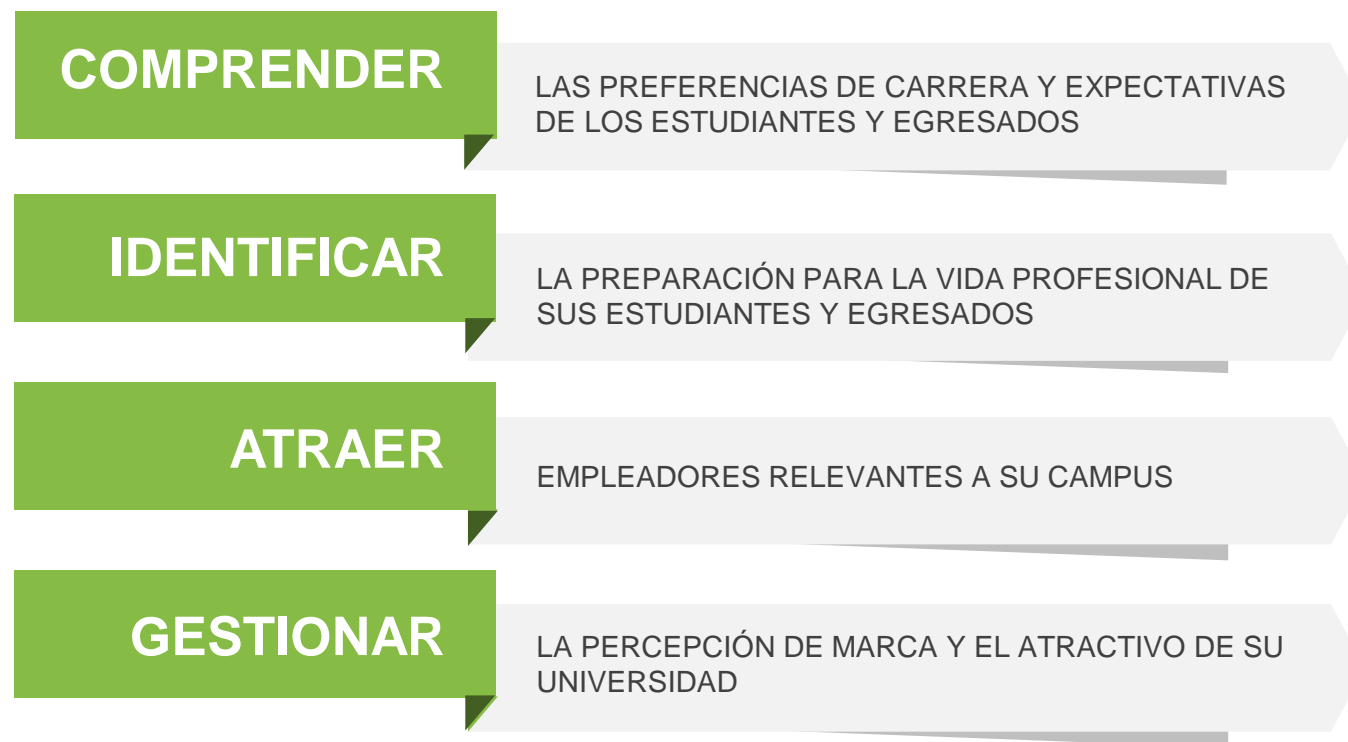 COMPRENDER
LAS PREFERENCIAS DE CARRERA Y EXPECTATIVAS
DE LOS ESTUDIANTES Y EGRESADOS
IDENTIFICAR
LA PREPARACIÓN PARA LA VIDA PROFESIONAL DE
SUS ESTUDIANTES Y EGRESADOS
ATRAER
EMPLEADORES RELEVANTES A SU CAMPUS
GESTIONAR
LA PERCEPCIÓN DE MARCA Y EL ATRACTIVO DE SU
UNIVERSIDAD